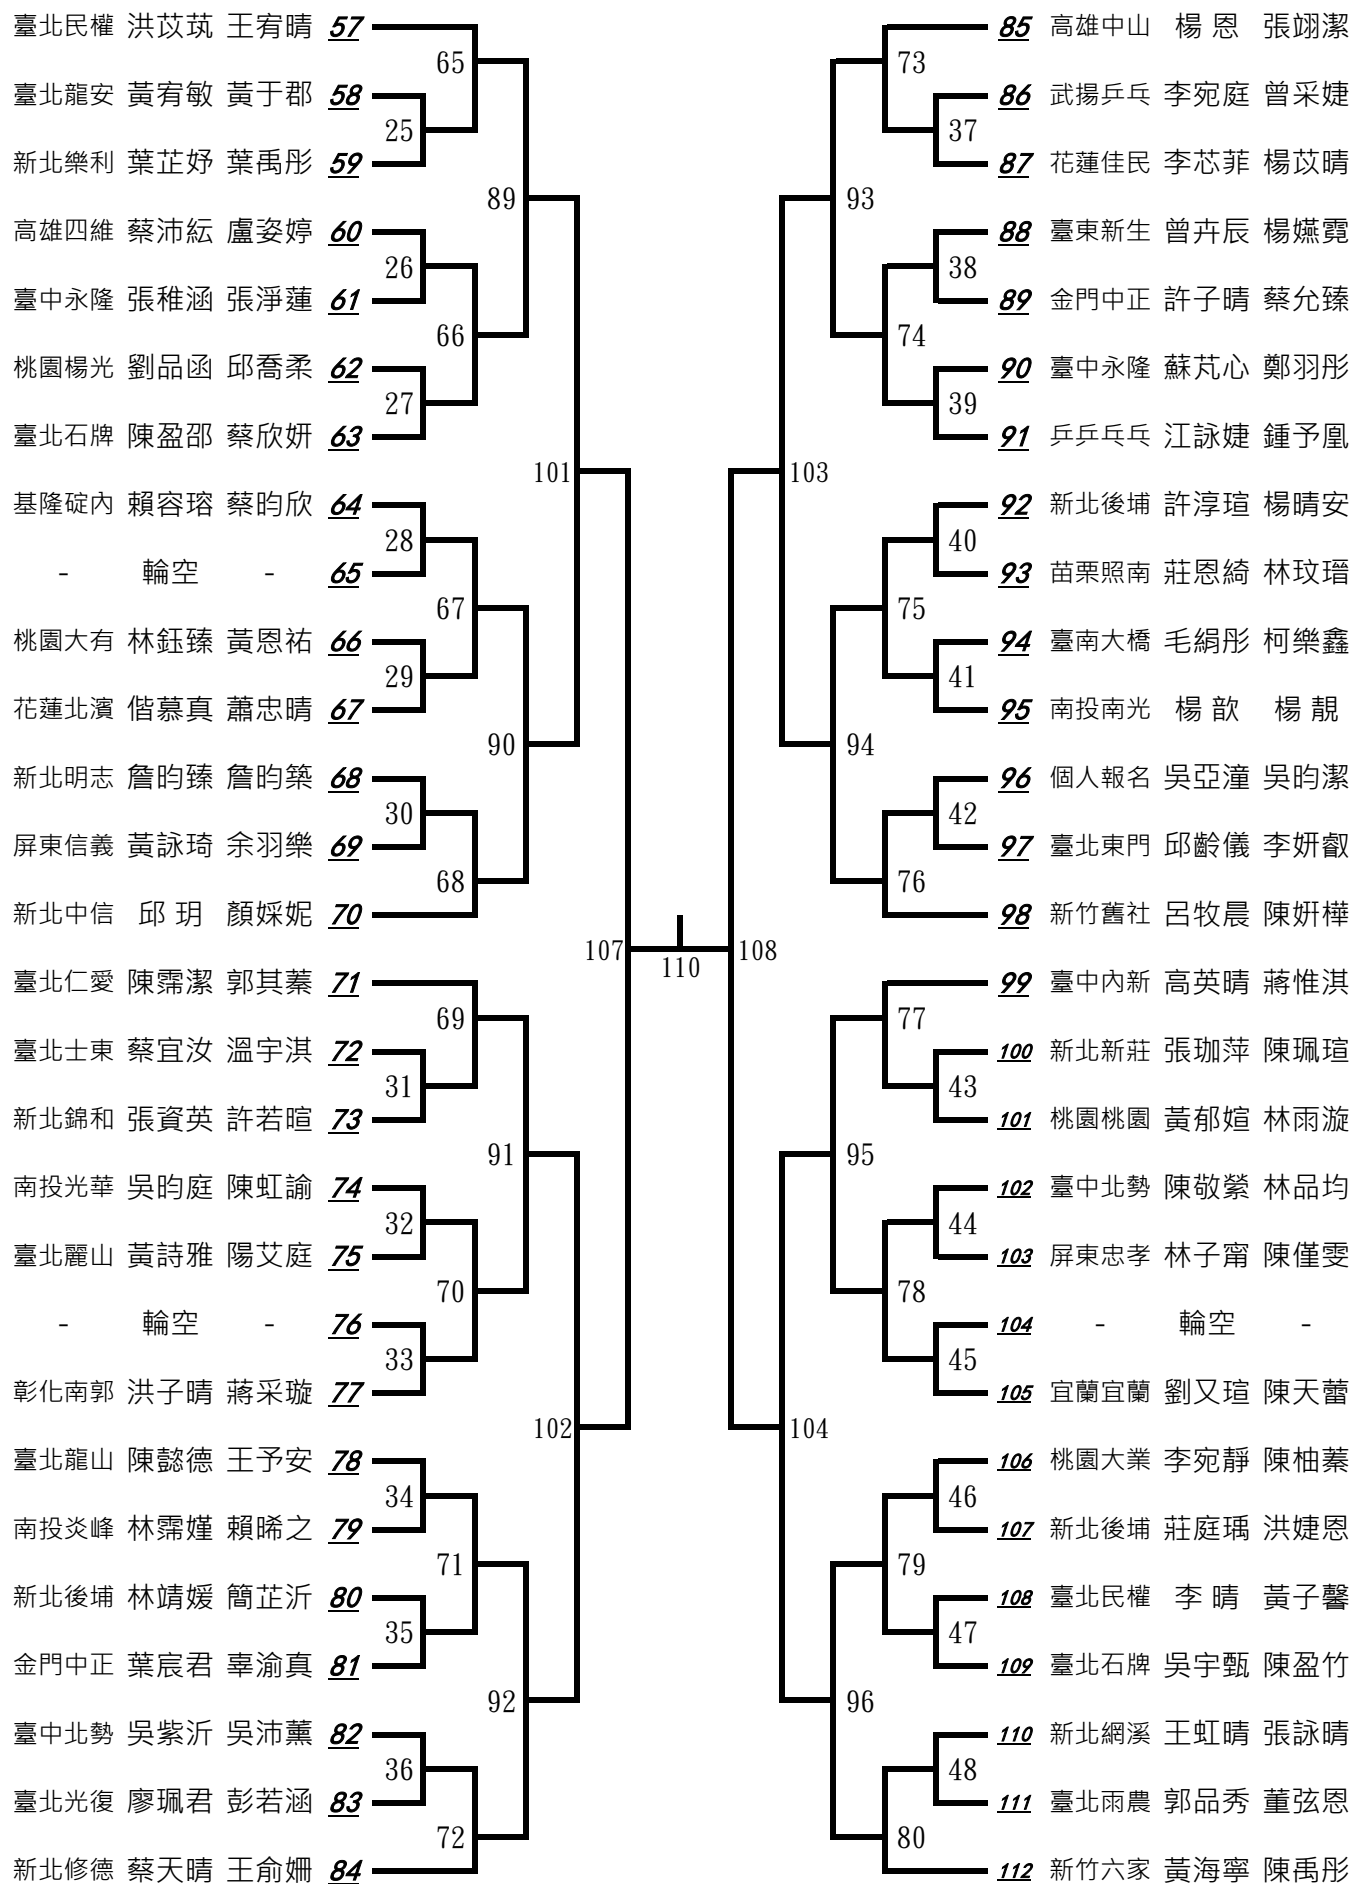 臺北民權 洪苡茿 王宥晴 57
65
臺北龍安 黃宥敏 黃于郡 58
25
新北樂利 葉芷妤 葉禹彤 59
89
高雄四維 蔡沛紜 盧姿婷 60
26
臺中永隆 張稚涵 張淨蓮 61
66
桃園楊光 劉品函 邱喬柔 62
27
臺北石牌 陳盈邵 蔡欣妍 63
101
基隆碇內 賴容瑢 蔡昀欣 64
28
- 輪空 - 65
67
桃園大有 林鈺臻 黃恩祐 66
29
花蓮北濱 偕慕真 蕭忠晴 67
90
新北明志 詹昀臻 詹昀築 68
30
屏東信義 黃詠琦 余羽樂 69
68
新北中信 邱玥 顏婇妮 70
107
110
臺北仁愛 陳霈潔 郭其蓁 71
69
臺北士東 蔡宜汝 溫宇淇 72
31
新北錦和 張資英 許若暄 73
91
南投光華 吳昀庭 陳虹諭 74
32
臺北麗山 黃詩雅 陽艾庭 75
70
- 輪空 - 76
33
彰化南郭 洪子晴 蔣采璇 77
102
臺北龍山 陳懿德 王予安 78
34
南投炎峰 林霈嫤 賴晞之 79
71
新北後埔 林靖媛 簡芷沂 80
35
金門中正 葉宸君 辜渝真 81
92
臺中北勢 吳紫沂 吳沛薰 82
36
臺北光復 廖珮君 彭若涵 83
72
新北修德 蔡天晴 王俞姍 84
85 高雄中山 楊恩 張翊潔
73
86 武揚乒乓 李宛庭 曾采婕
37
87 花蓮佳民 李芯菲 楊苡晴
93
88 臺東新生 曾卉辰 楊嬿霓
38
89 金門中正 許子晴 蔡允臻
74
90 臺中永隆 蘇芃心 鄭羽彤
39
91 乒乒乓乓 江詠婕 鍾予凰
103
92 新北後埔 許淳瑄 楊晴安
40
93 苗栗照南 莊恩綺 林玟瑨
75
94 臺南大橋 毛絹彤 柯樂鑫
41
95 南投南光 楊歆 楊靚
94
96 個人報名 吳亞潼 吳昀潔
42
97 臺北東門 邱齡儀 李妍叡
76
98 新竹舊社 呂牧晨 陳姸樺
108
99 臺中內新 高英晴 蔣惟淇
77
100 新北新莊 張珈萍 陳珮瑄
43
101 桃園桃園 黃郁媗 林雨漩
95
102 臺中北勢 陳敬縈 林品均
44
103 屏東忠孝 林子甯 陳僅雯
78
104 - 輪空 -
45
105 宜蘭宜蘭 劉又瑄 陳天蕾
104
106 桃園大業 李宛靜 陳柚蓁
46
107 新北後埔 莊庭瑀 洪婕恩
79
108 臺北民權 李晴 黃子馨
47
109 臺北石牌 吳宇甄 陳盈竹
96
110 新北網溪 王虹晴 張詠晴
48
111 臺北雨農 郭品秀 董弦恩
80
112 新竹六家 黃海寧 陳禹彤